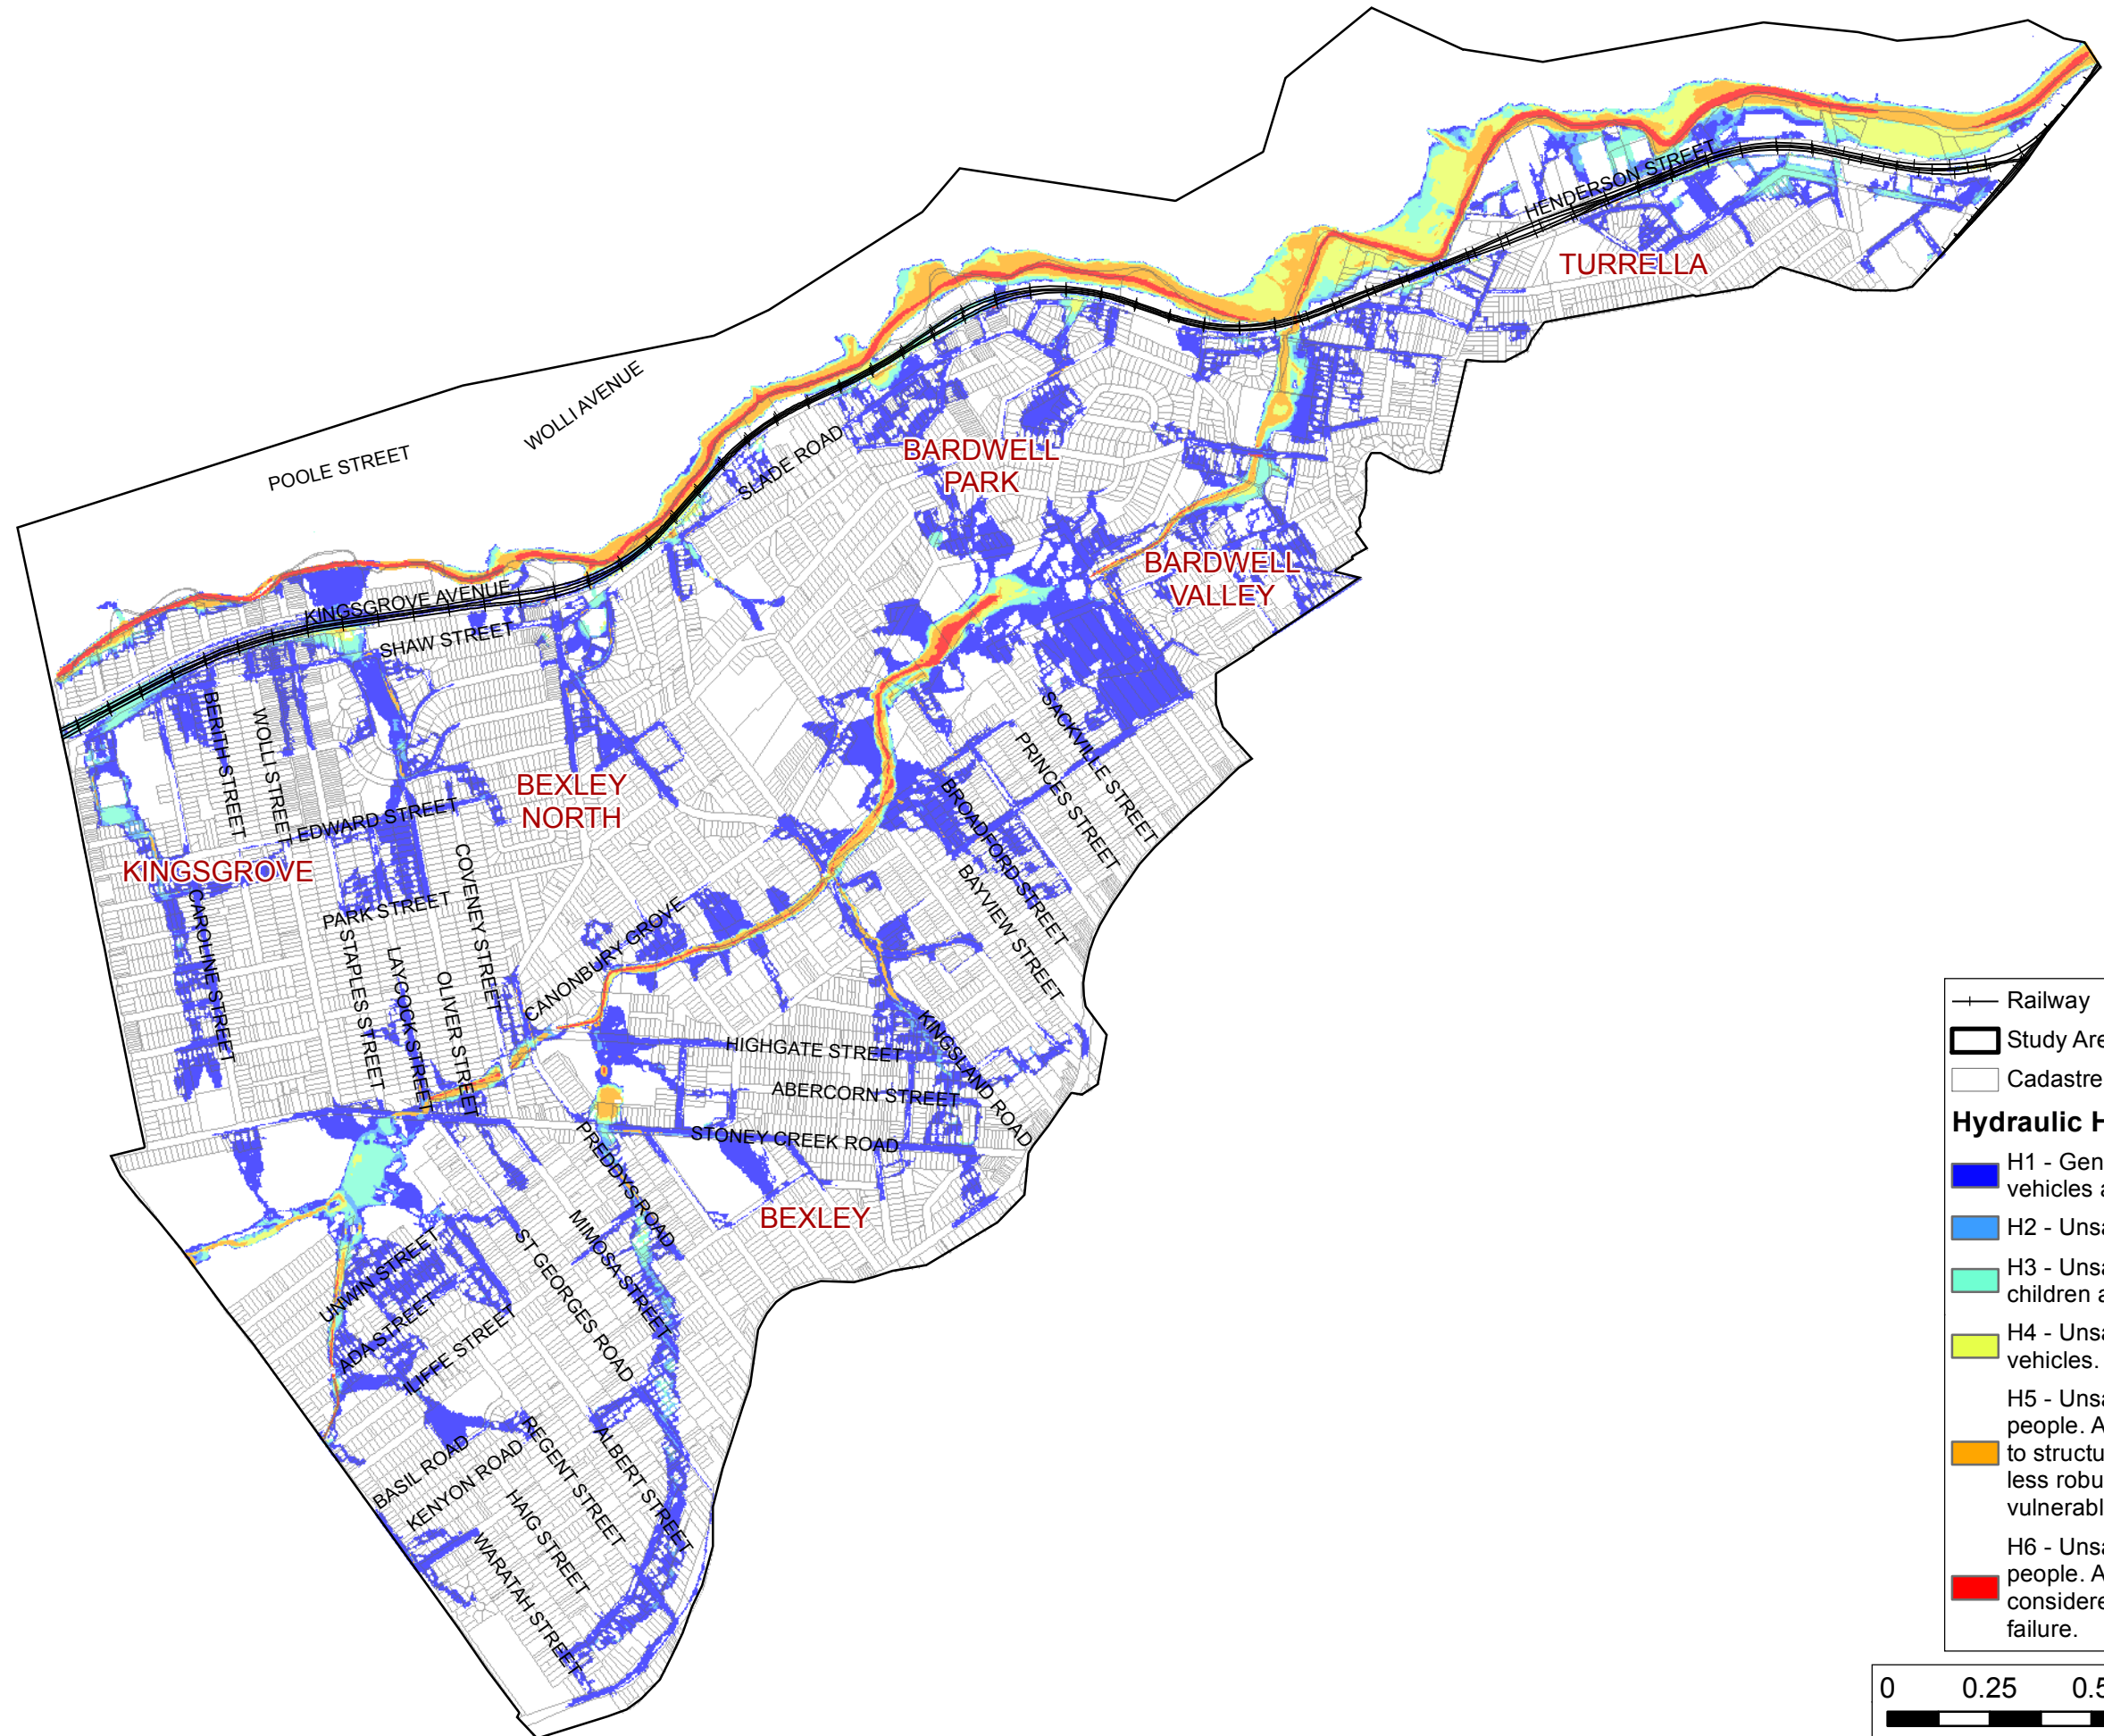 HENDERSON STREET
TURRELLA
WOLLI AVENUE
POOLE STREET
SLADE ROAD
BARDWELL
PARK
BARDWELL
VALLEY
KINGSGROVE AVENUE
SHAW STREET
BERITH STREET
WOLLI STREET
EDWARD STREET
BEXLEY
NORTH
SACKVILLE STREET
PRINCES STREET
BROADFORD STREET
BAYVIEW STREET
KINGSGROVE
CAROLINE STREET
PARK STREET
STAPLES STREET
LAYCOCK STREET
OLIVER STREET
COVENEY STREET
CANONBURY GROVE
HIGHGATE STREET
KINGSLAND ROAD
ABERCORN STREET
STONEY CREEK ROAD
PREDDYS ROAD
BEXLEY
MIMOSA STREET
ST GEORGES ROAD
UNWIN STREET
ADA STREET
ILIFFE STREET
BASIL ROAD
KENYON ROAD
REGENT STREET
ALBERT STREET
HAIG STREET
WARATAH STREET
Railway
Study Are
Cadastre
Hydraulic H
H1 - Gen
vehicles a
H2 - Unsa
H3 - Unsa
children a
H4 - Unsa
vehicles.
H5 - Unsa
people. A
to structu
less robu
vulnerabl
H6 - Unsa
people. A
considere
failure.
0 0.25 0.5